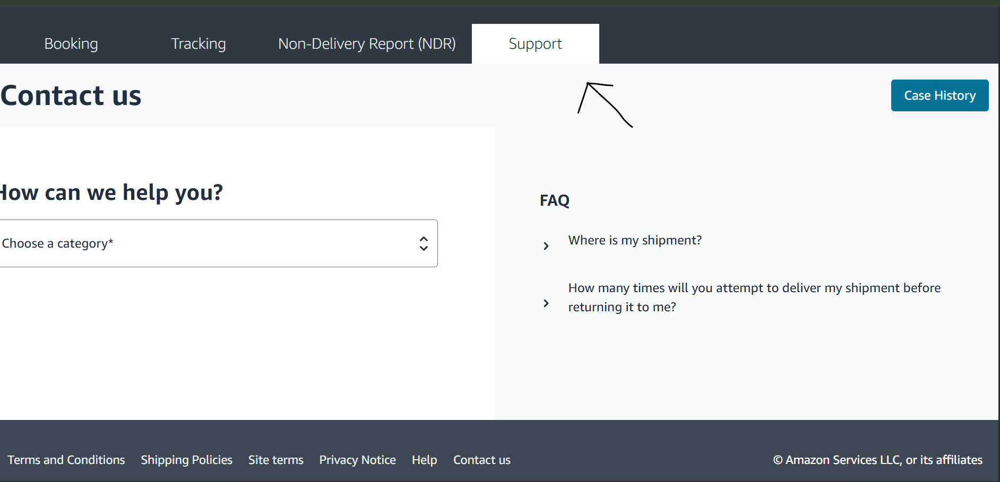 Booking Tracking Non-Delivery Report (NDR) Support
Contact us
Case History
How can we help you?
Choose a category*
FAQ
Where is my shipment?
How many times will you attempt to deliver my shipment before
returning it to me?
Terms and Conditions Shipping Policies Site terms Privacy Notice Help Contact us © Amazon Services LLC, or its affiliates